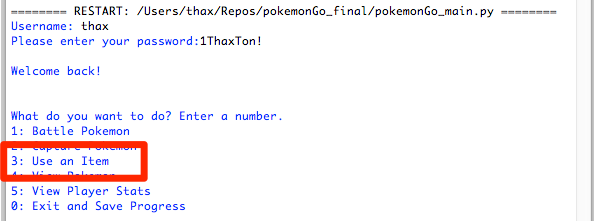 ======== RESTART: /Users/thax/Repos/pokemonGo_final/pokemonGo_main.py ========
Username: thax
Please enter your password:1ThaxTon!
Welcome back!
What do you want to do? Enter a number.
1: Battle Pokemon
2: Capture Pokemon
3: Use an Item
4: View Pokemon
5: View Player Stats
0: Exit and Save Progress